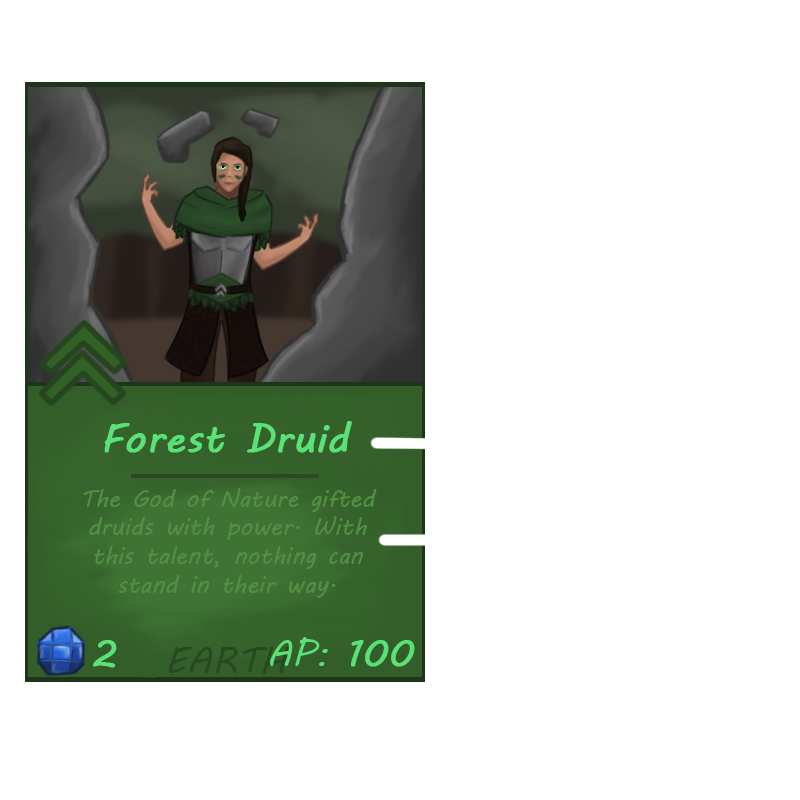 Forest Druid
The God of Nature gifted
druids with power. With
this talent, nothing can
stand in their way.
2 EARTH AP: 100